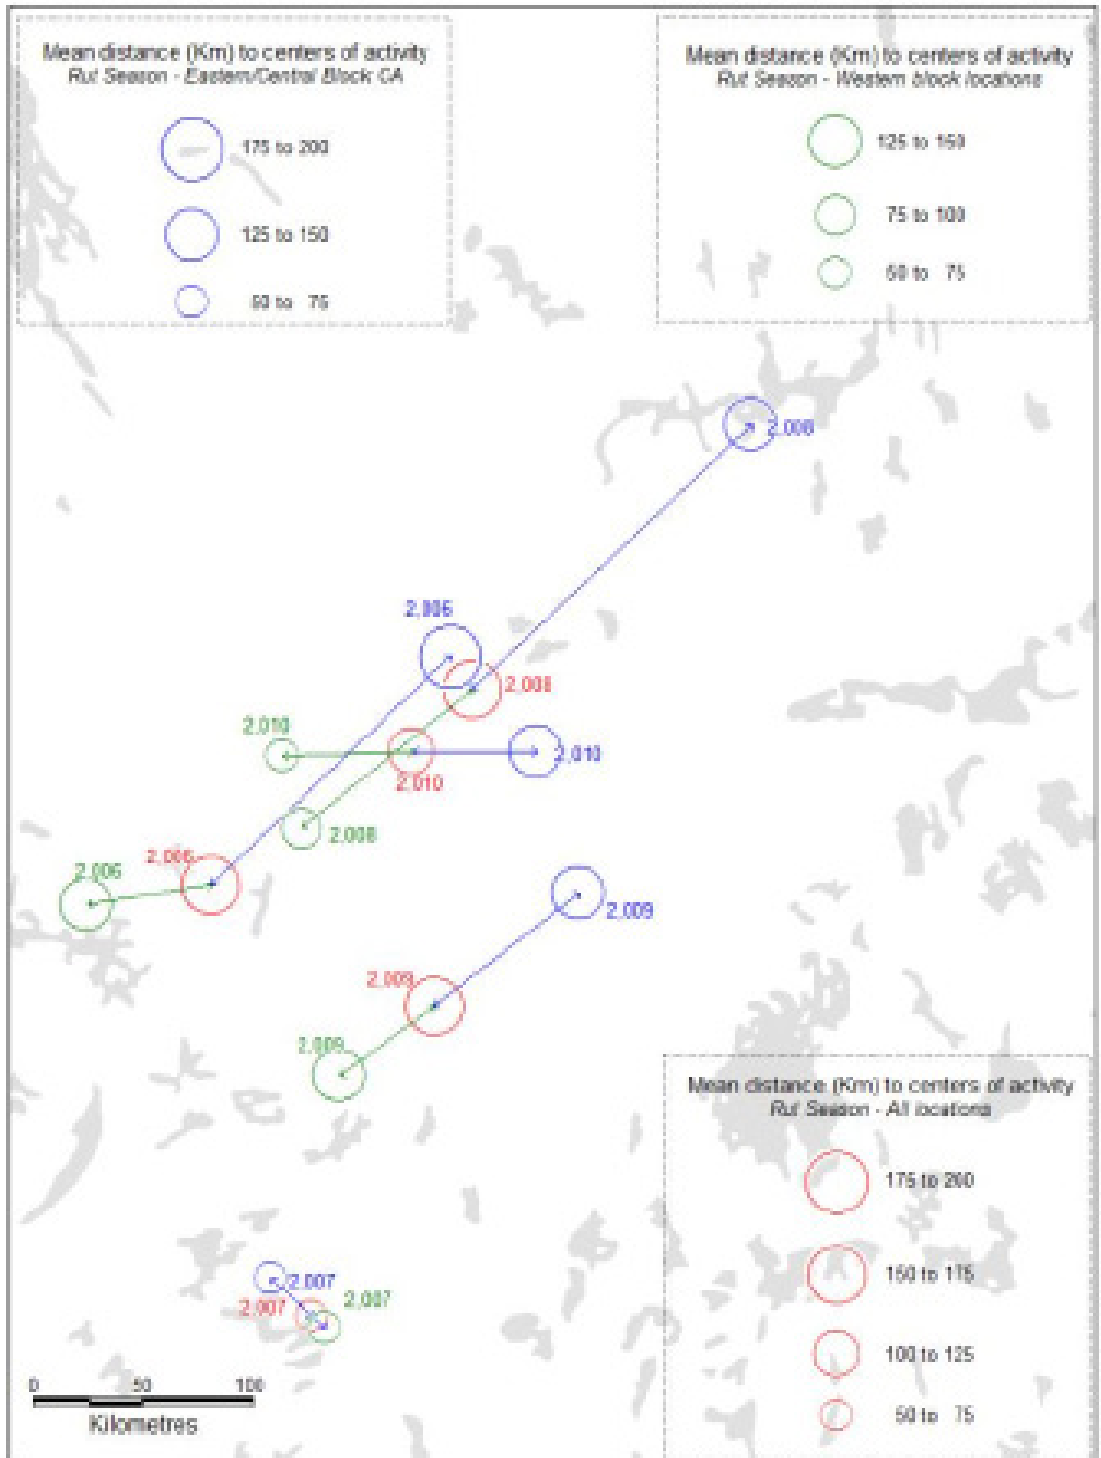 Mean distance (Km) to centers of activity
Rut Season - Eastern/Central Block CA
175 to 200
125 to 150
50 to 75
Mean distance (Km) to centers of activity
Rut Season - Western block locations
125 to 150
75 to 100
50 to 75
2,008
2,006
2,008
2,010
2,010
2,010
2,008
2,006
2,006
2,009
2,009
2,009
Mean distance (Km) to centers of activity
Rut Season - All locations
175 to 200
150 to 175
100 to 125
50 to 75
2,007
2,007
2,007
0 50 100
Kilometres